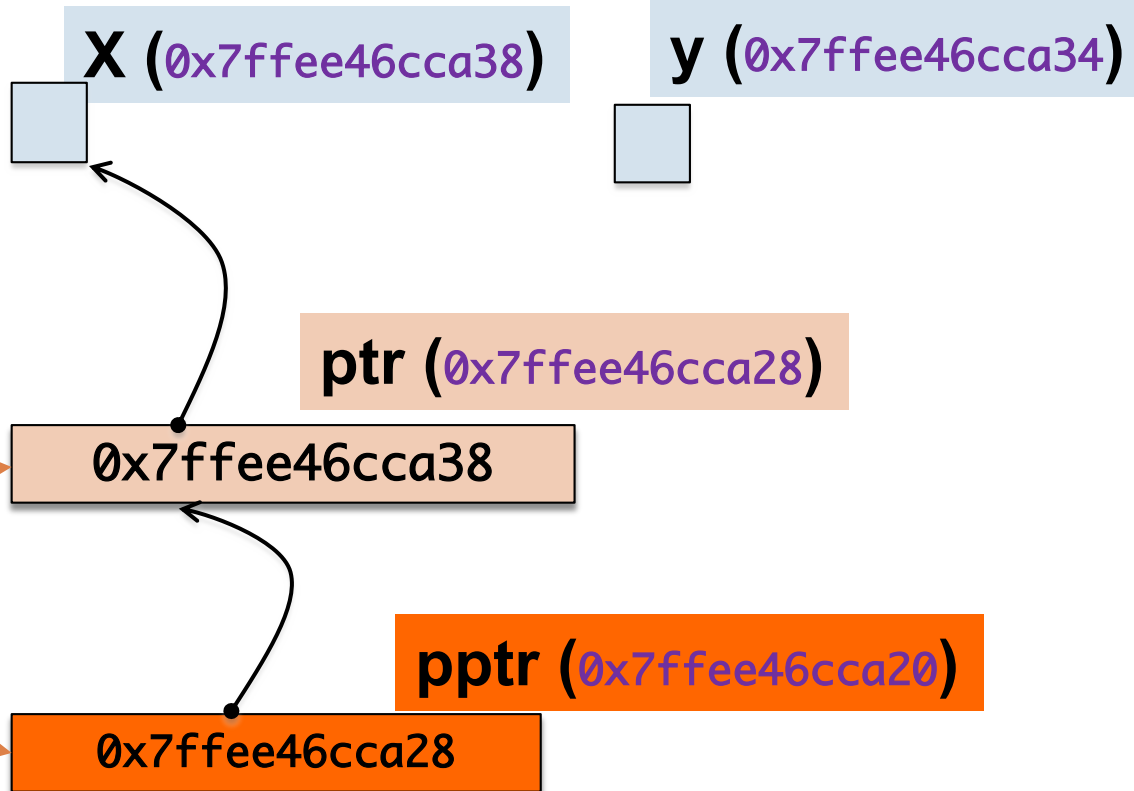 X (0x7ffee46cca38)
y (0x7ffee46cca34)
ptr (0x7ffee46cca28)
0x7ffee46cca38
pptr (0x7ffee46cca20)
0x7ffee46cca28